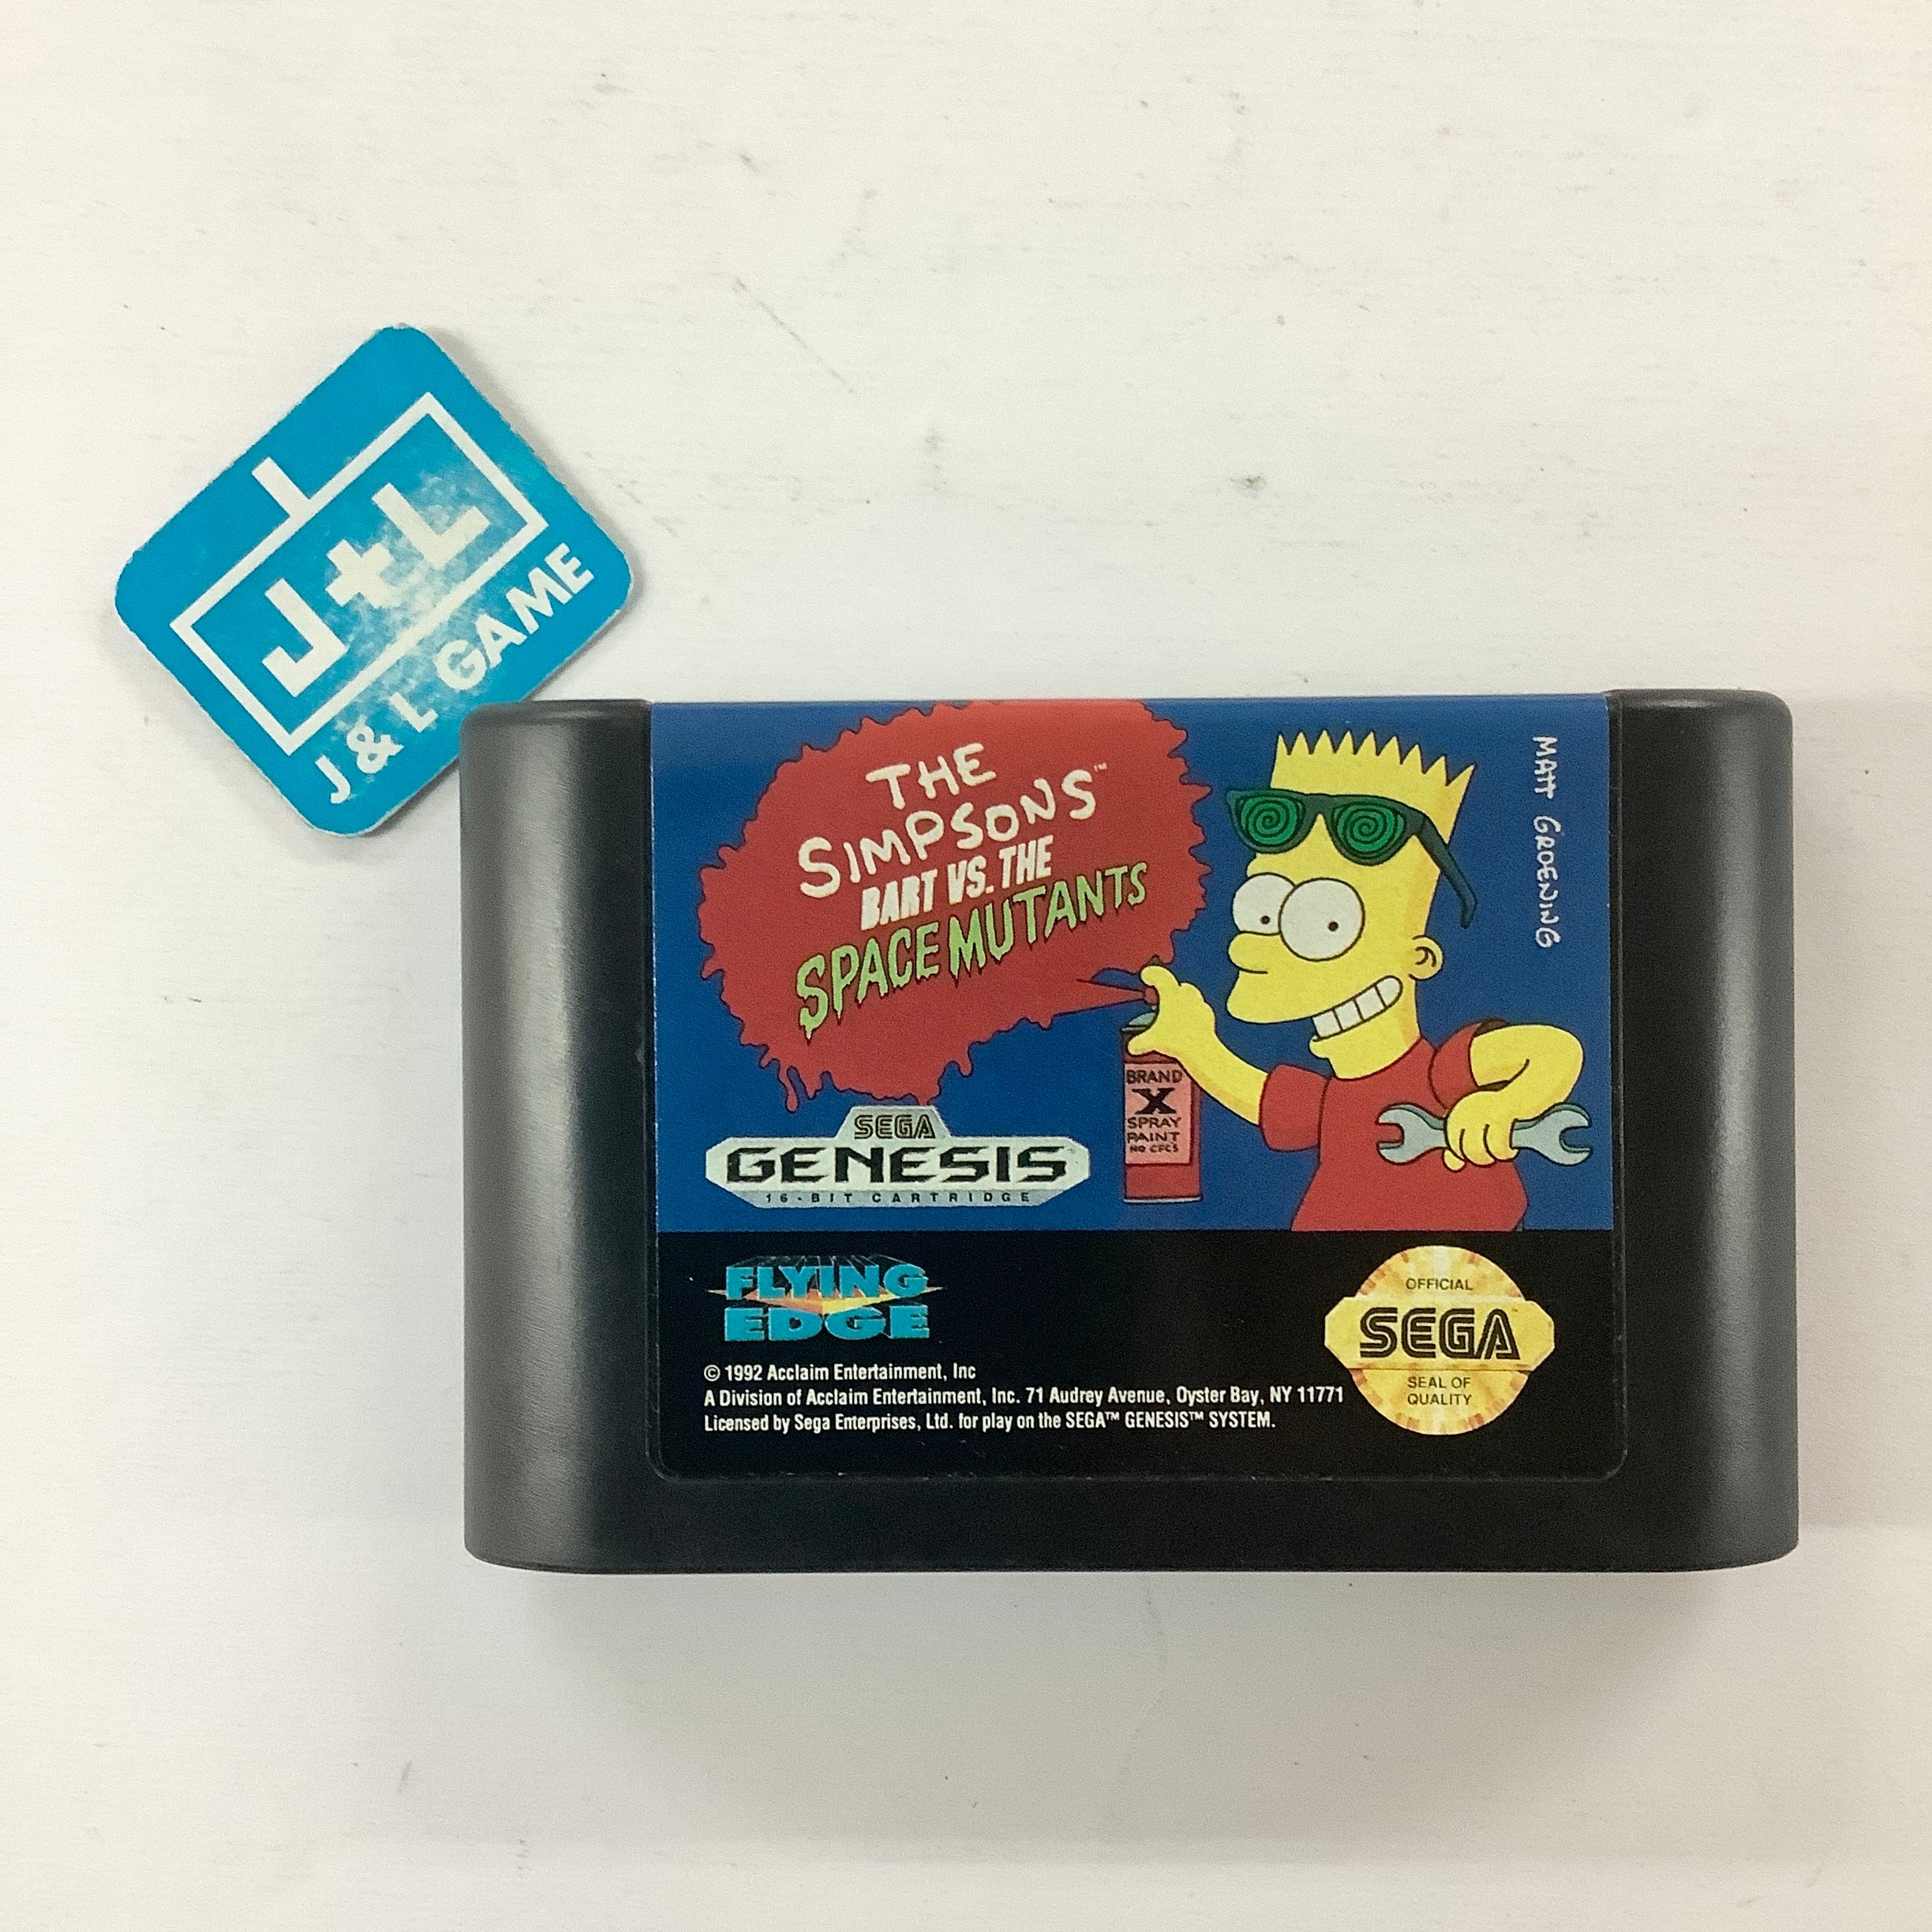 J+L
J & L GAME
THE
SIMPSONS™
BART VS. THE
SPACE MUTANTS
MATT GROENING
BRAND
X
SPRAY
PAINT
NO CFC'S
SEGA
GENESIS
16-BIT CARTRIDGE
FLYING
EDGE
© 1992 Acclaim Entertainment, Inc
A Division of Acclaim Entertainment, Inc. 71 Audrey Avenue, Oyster Bay, NY 11771
Licensed by Sega Enterprises, Ltd. for play on the SEGA™ GENESIS™ SYSTEM.
OFFICIAL
SEGA™
SEAL OF
QUALITY